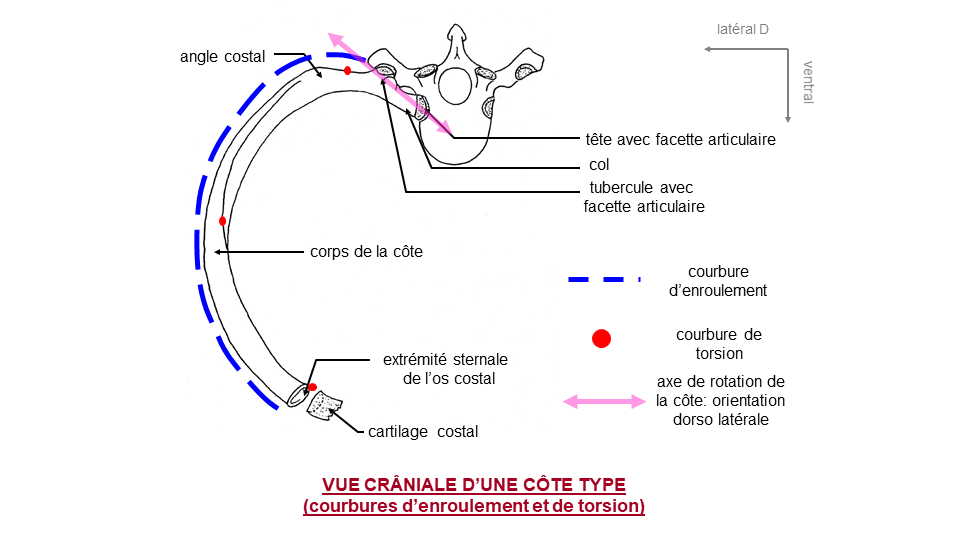 latéral D
ventral
angle costal
tête avec facette articulaire
col
tubercule avec
facette articulaire
corps de la côte
courbure
d’enroulement
courbure de
torsion
extrémité sternale
de l’os costal
axe de rotation de
la côte: orientation
dorso latérale
cartilage costal
VUE CRÂNIALE D’UNE CÔTE TYPE
(courbures d’enroulement et de torsion)